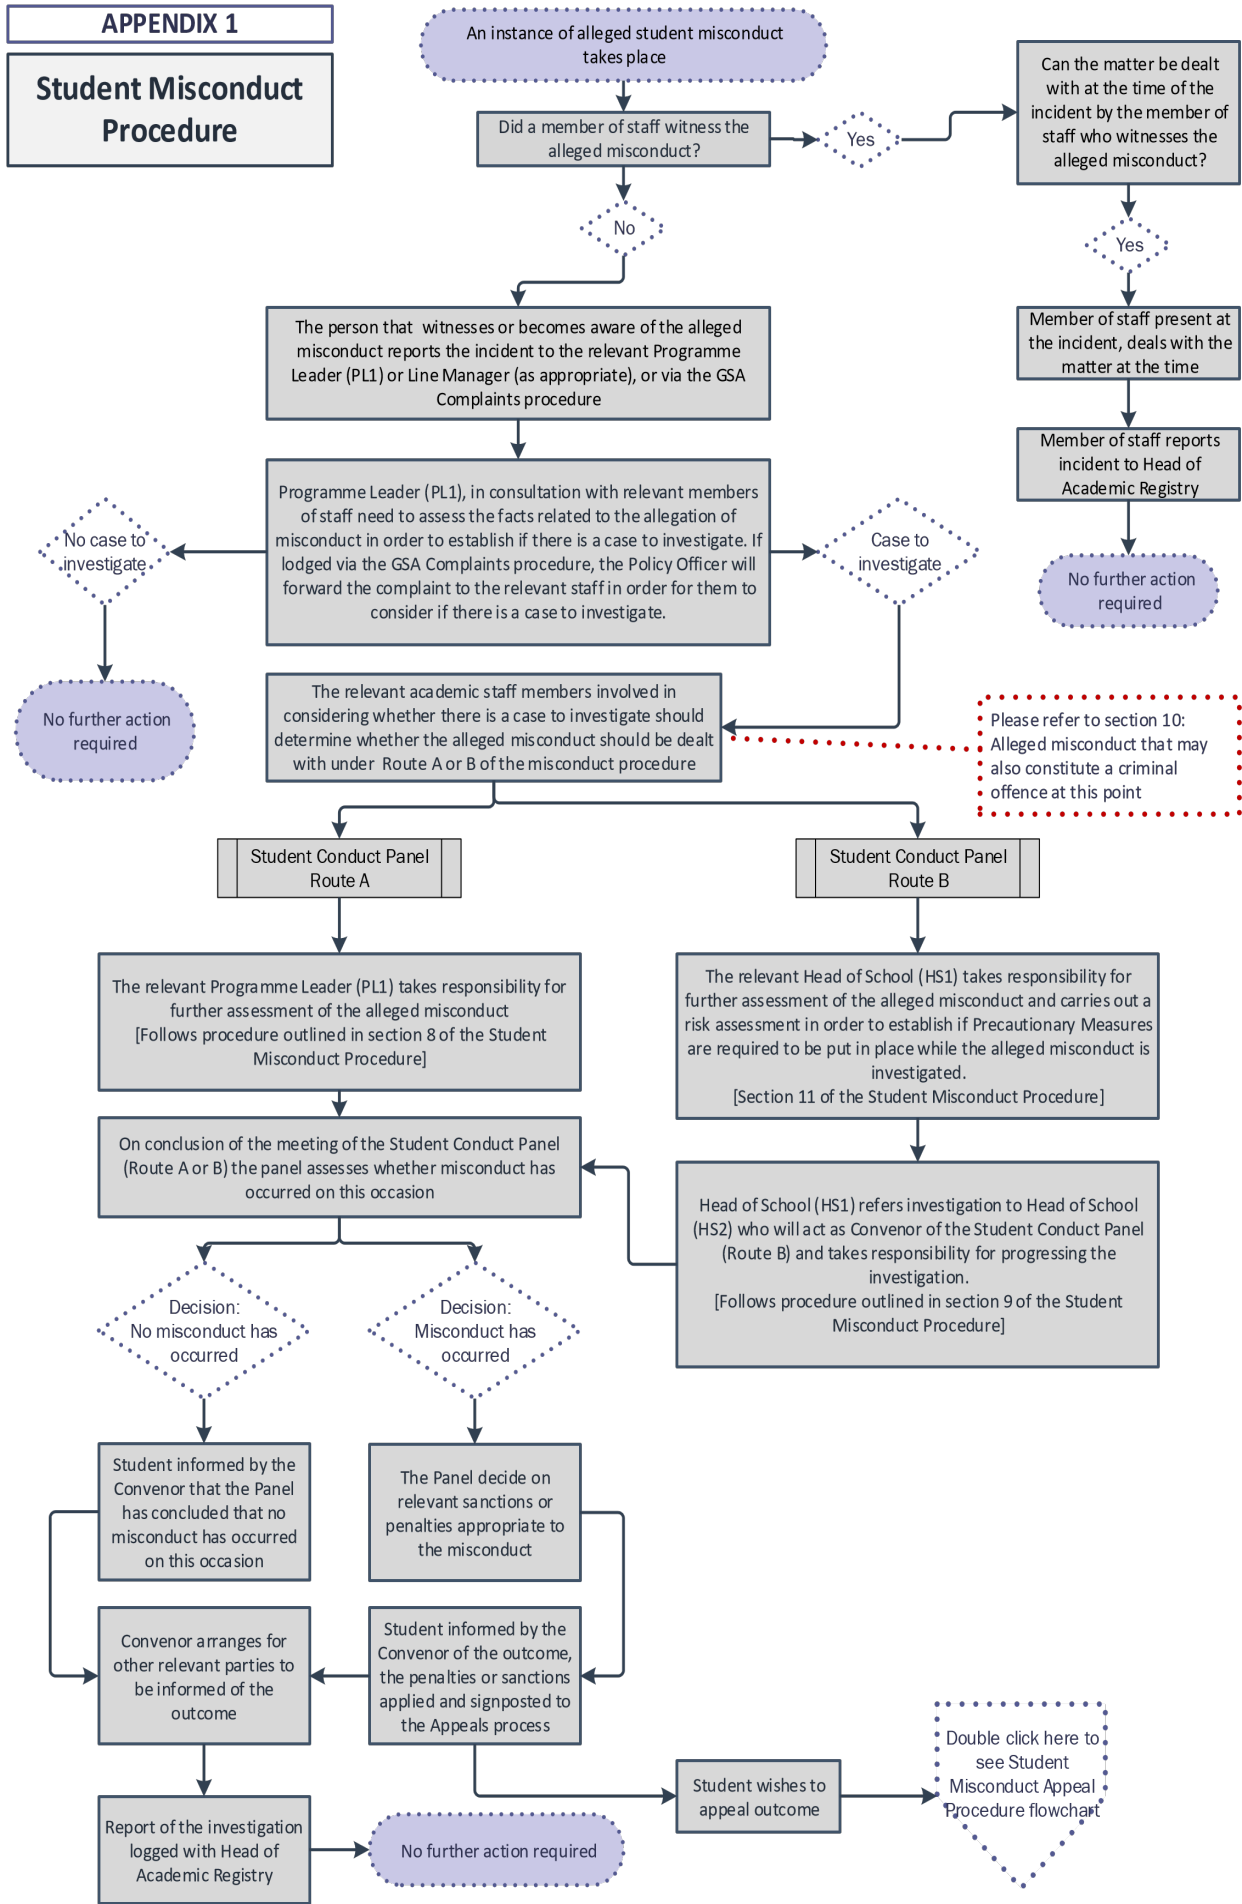 APPENDIX 1
Student Misconduct
Procedure
An instance of alleged student misconduct
takes place
Did a member of staff witness the
alleged misconduct?
Yes
Can the matter be dealt
with at the time of the
incident by the member of
staff who witnesses the
alleged misconduct?
No
Yes
The person that witnesses or becomes aware of the alleged
misconduct reports the incident to the relevant Programme
Leader (PL1) or Line Manager (as appropriate), or via the GSA
Complaints procedure
Member of staff present at
the incident, deals with the
matter at the time
Member of staff reports
incident to Head of
Academic Registry
No further action
required
Programme Leader (PL1), in consultation with relevant members
of staff need to assess the facts related to the allegation of
misconduct in order to establish if there is a case to investigate. If
lodged via the GSA Complaints procedure, the Policy Officer will
forward the complaint to the relevant staff in order for them to
consider if there is a case to investigate.
No case to
investigate
Case to
investigate
No further action
required
The relevant academic staff members involved in
considering whether there is a case to investigate should
determine whether the alleged misconduct should be dealt
with under Route A or B of the misconduct procedure
Please refer to section 10:
Alleged misconduct that may
also constitute a criminal
offence at this point
Student Conduct Panel
Route A
Student Conduct Panel
Route B
The relevant Programme Leader (PL1) takes responsibility for
further assessment of the alleged misconduct
[Follows procedure outlined in section 8 of the Student
Misconduct Procedure]
The relevant Head of School (HS1) takes responsibility for
further assessment of the alleged misconduct and carries out a
risk assessment in order to establish if Precautionary Measures
are required to be put in place while the alleged misconduct is
investigated.
[Section 11 of the Student Misconduct Procedure]
On conclusion of the meeting of the Student Conduct Panel
(Route A or B) the panel assesses whether misconduct has
occurred on this occasion
Head of School (HS1) refers investigation to Head of School
(HS2) who will act as Convenor of the Student Conduct Panel
(Route B) and takes responsibility for progressing the
investigation.
[Follows procedure outlined in section 9 of the Student
Misconduct Procedure]
Decision:
No misconduct has
occurred
Decision:
Misconduct has
occurred
Student informed by the
Convenor that the Panel
has concluded that no
misconduct has occurred
on this occasion
The Panel decide on
relevant sanctions or
penalties appropriate to
the misconduct
Convenor arranges for
other relevant parties to
be informed of the
outcome
Student informed by the
Convenor of the outcome,
the penalties or sanctions
applied and signposted to
the Appeals process
Student wishes to
appeal outcome
Double click here to
see Student
Misconduct Appeal
Procedure flowchart
Report of the investigation
logged with Head of
Academic Registry
No further action required